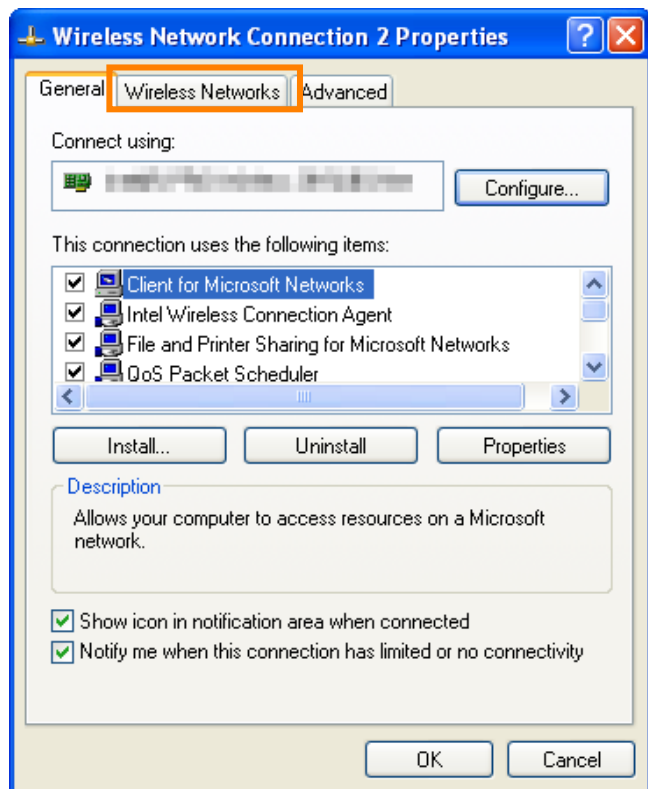 Wireless Network Connection 2 Properties
General Wireless Networks Advanced
Connect using:
Configure...
This connection uses the following items:
Client for Microsoft Networks
Intel Wireless Connection Agent
File and Printer Sharing for Microsoft Networks
QoS Packet Scheduler
Install... Uninstall Properties
Description
Allows your computer to access resources on a Microsoft
network.
Show icon in notification area when connected
Notify me when this connection has limited or no connectivity
OK Cancel